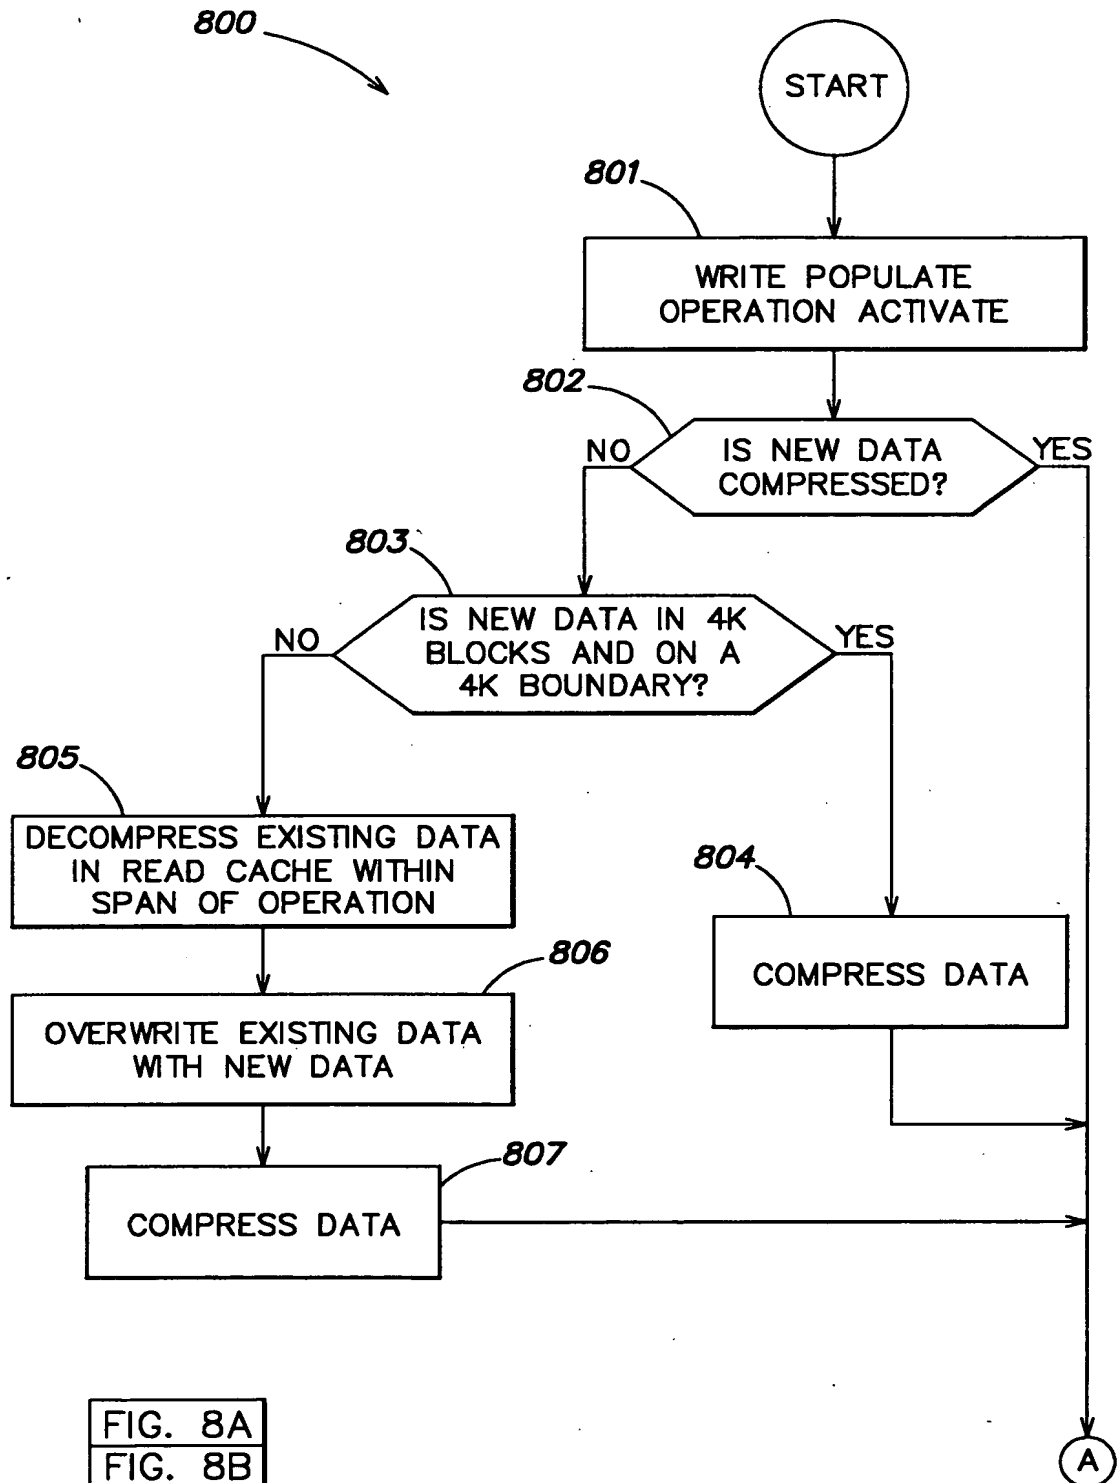 800
START
801
WRITE POPULATE
OPERATION ACTIVATE
802
NO
IS NEW DATA
COMPRESSED?
YES
803
NO
IS NEW DATA IN 4K
BLOCKS AND ON A
4K BOUNDARY?
YES
805
DECOMPRESS EXISTING DATA
IN READ CACHE WITHIN
SPAN OF OPERATION
804
COMPRESS DATA
806
OVERWRITE EXISTING DATA
WITH NEW DATA
807
COMPRESS DATA
FIG. 8A
FIG. 8B
A